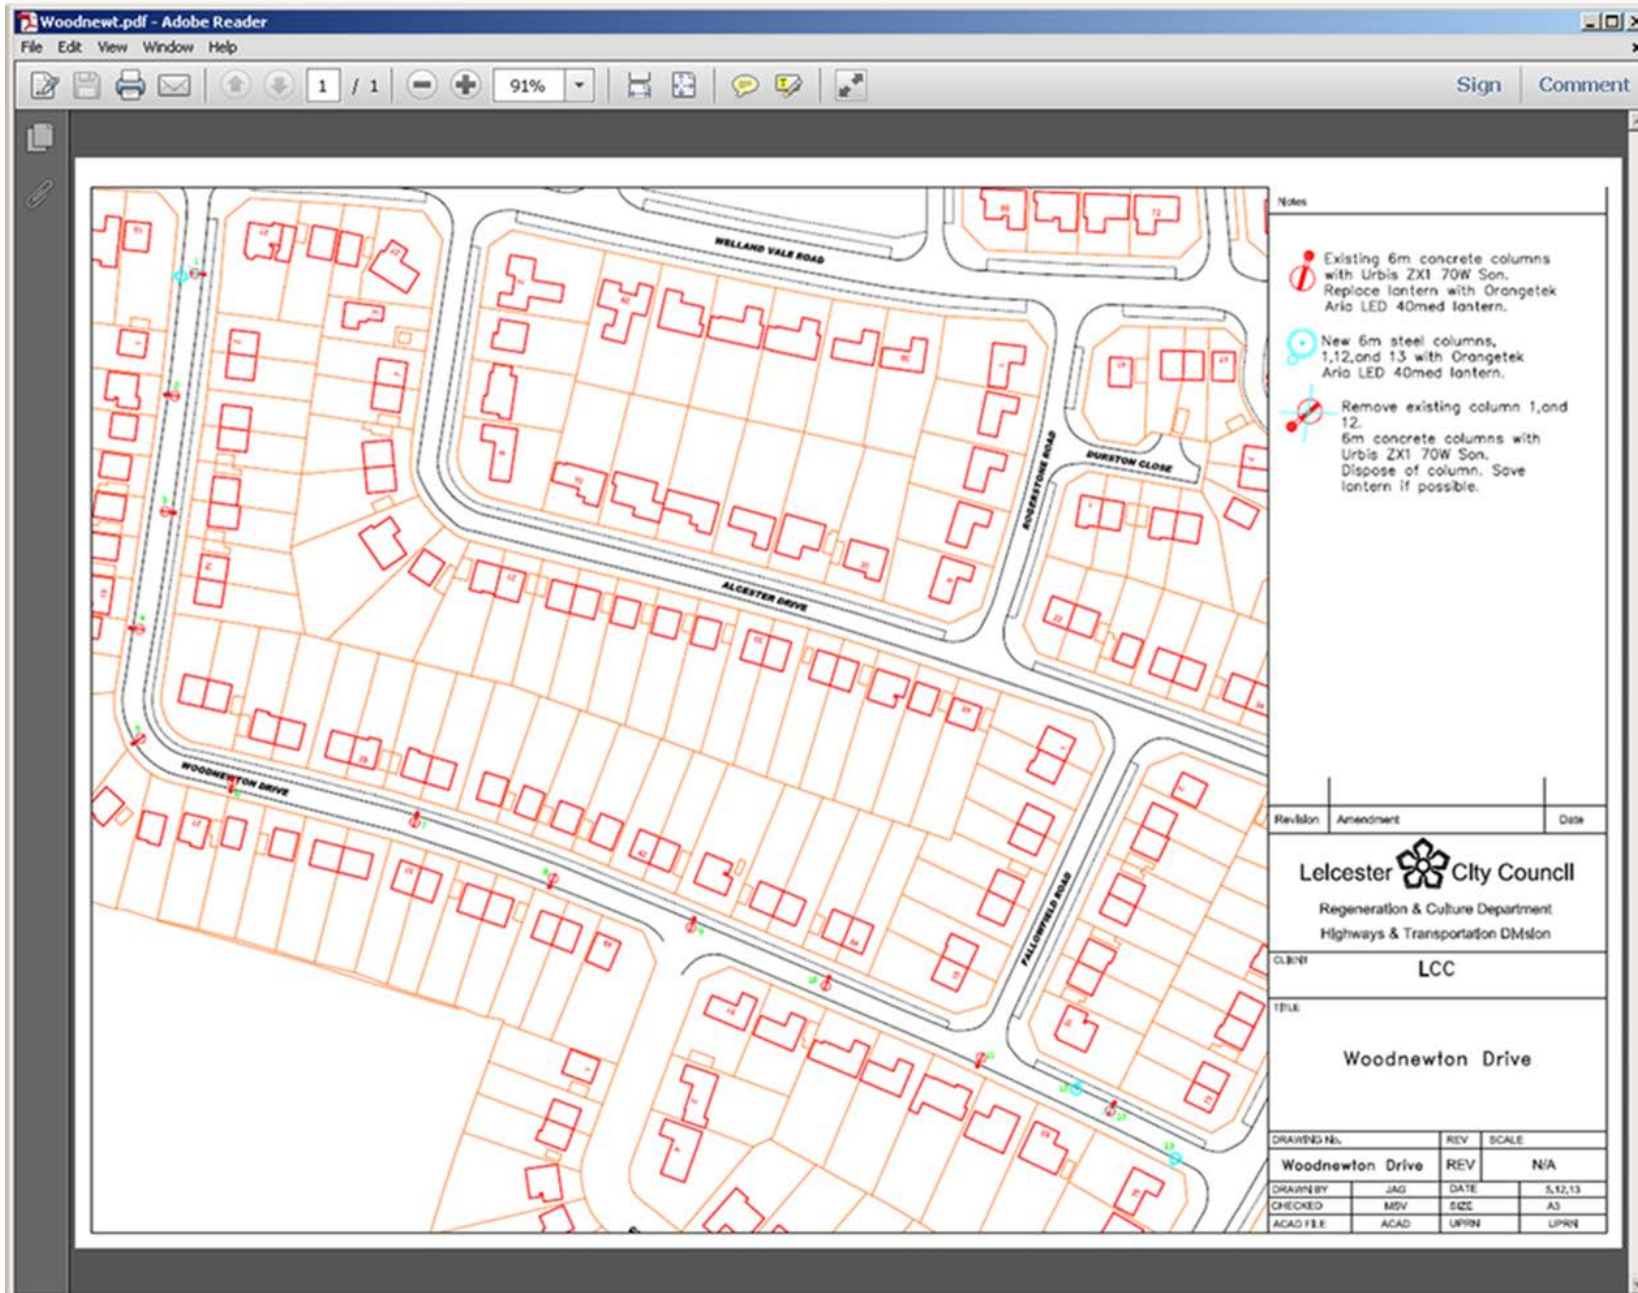 Woodnewt.pdf - Adobe Reader
File Edit View Window Help
1 / 1 91% Sign Comment
WELLAND VALE ROAD
ROGERSTONE ROAD
DURSTON CLOSE
ALCESTER DRIVE
WOODNEWTON DRIVE
FALLOWFIELD ROAD
Notes
Existing 6m concrete columns
with Urbis ZX1 70W Son.
Replace lantern with Orangetek
Aria LED 40med lantern.
New 6m steel columns,
1,12,and 13 with Orangetek
Aria LED 40med lantern.
Remove existing column 1,and
12.
6m concrete columns with
Urbis ZX1 70W Son.
Dispose of column. Save
lantern if possible.
Revision Amendment Date
Leicester City Council
Regeneration & Culture Department
Highways & Transportation Division
CLIENT
LCC
TITLE
Woodnewton Drive
DRAWING No. REV SCALE
Woodnewton Drive REV N/A
DRAWN BY JAG DATE 5,12,13
CHECKED MSV SIZE A3
ACAD FILE ACAD UPRN UPRN